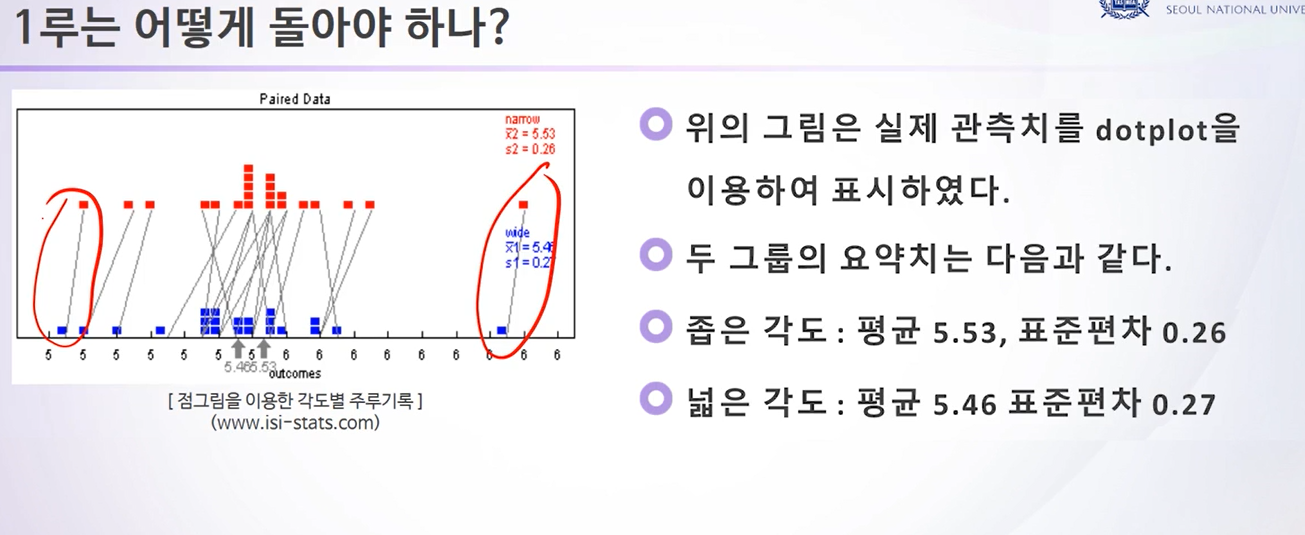 1루는 어떻게 돌아야 하나?
SEOUL NATIONAL UNIVE
Paired Data
narrow
x̄2 = 5.53
s2 = 0.26
wide
x̄1 = 5.46
s1 = 0.27
5 5 5 5 5 5 5 6 6 6 6 6 6 6 6 6
5.46 5.53
outcomes
[ 점그림을 이용한 각도별 주루기록 ]
(www.isi-stats.com)
위의 그림은 실제 관측치를 dotplot을
이용하여 표시하였다.
두 그룹의 요약치는 다음과 같다.
좁은 각도 : 평균 5.53, 표준편차 0.26
넓은 각도 : 평균 5.46 표준편차 0.27